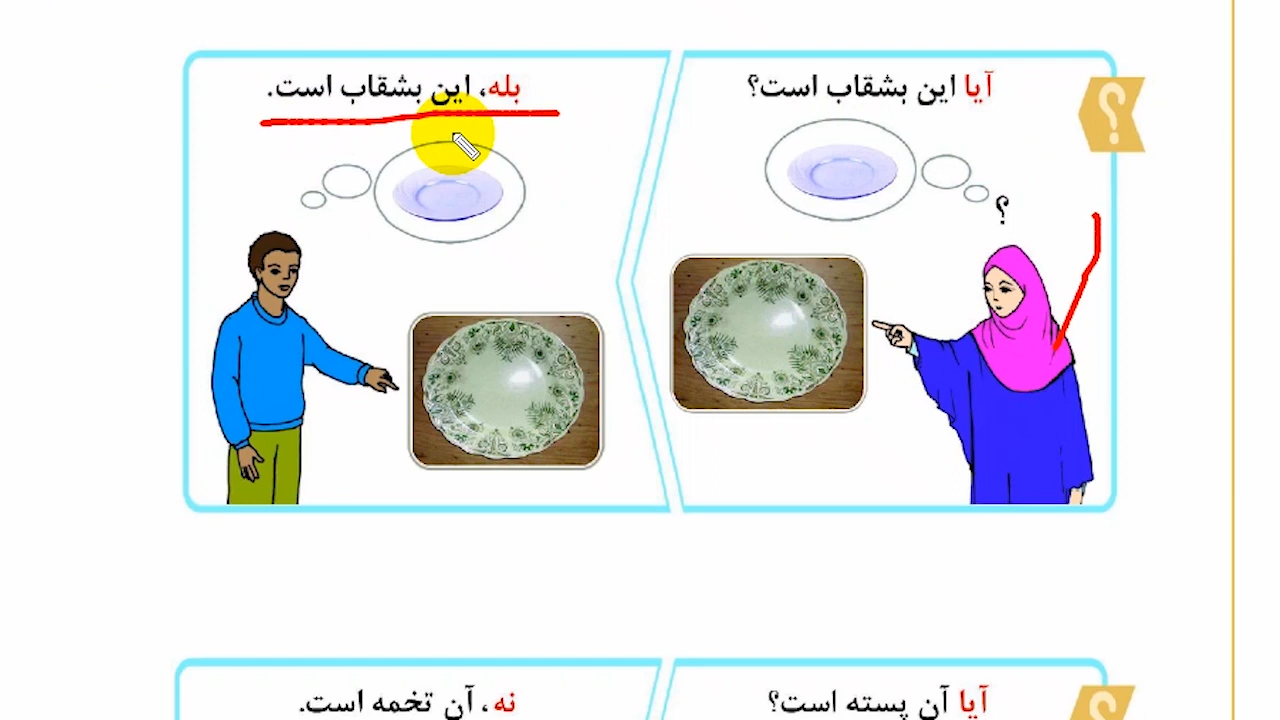 آیا این بشقاب است؟
بله، این بشقاب است.
؟
؟
آیا آن پسته است؟
نه، آن تخمه است.
؟